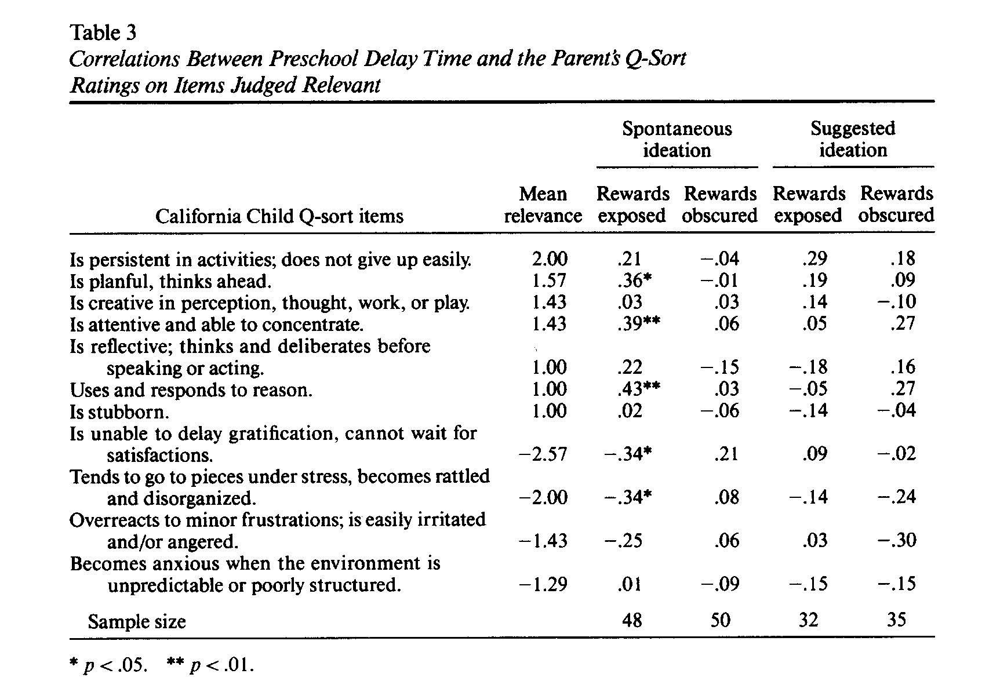 Table 3
Correlations Between Preschool Delay Time and the Parent's Q-Sort
Ratings on Items Judged Relevant
Spontaneous Suggested
ideation ideation
Mean Rewards Rewards Rewards Rewards
California Child Q-sort items relevance exposed obscured exposed obscured
Is persistent in activities; does not give up easily. 2.00 .21 −.04 .29 .18
Is planful, thinks ahead. 1.57 .36* −.01 .19 .09
Is creative in perception, thought, work, or play. 1.43 .03 .03 .14 −.10
Is attentive and able to concentrate. 1.43 .39** .06 .05 .27
Is reflective; thinks and deliberates before
speaking or acting. 1.00 .22 −.15 −.18 .16
Uses and responds to reason. 1.00 .43** .03 −.05 .27
Is stubborn. 1.00 .02 −.06 −.14 −.04
Is unable to delay gratification, cannot wait for
satisfactions. −2.57 −.34* .21 .09 −.02
Tends to go to pieces under stress, becomes rattled
and disorganized. −2.00 −.34* .08 −.14 −.24
Overreacts to minor frustrations; is easily irritated
and/or angered. −1.43 −.25 .06 .03 −.30
Becomes anxious when the environment is
unpredictable or poorly structured. −1.29 .01 −.09 −.15 −.15
Sample size 48 50 32 35
* p < .05. ** p < .01.